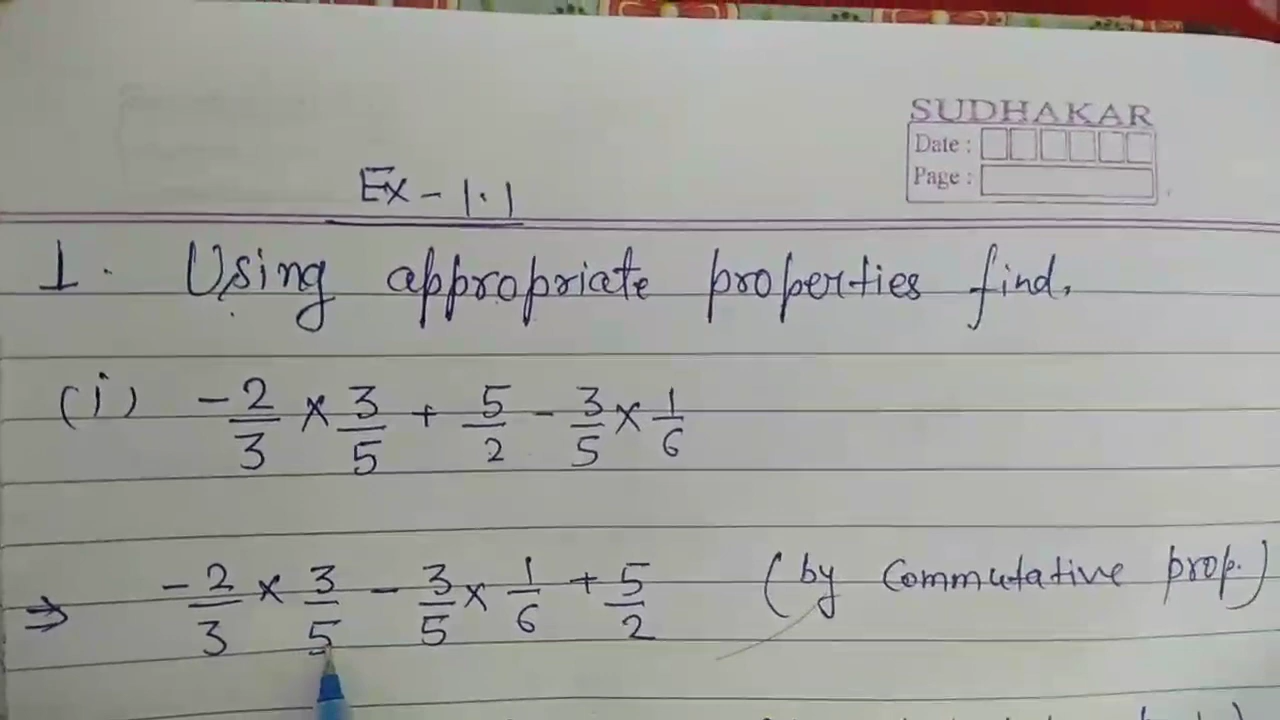 SUDHAKAR
Date :
Page :
Ex - 1.1
1. Using appropriate properties find.
(i) -2/3 × 3/5 + 5/2 - 3/5 × 1/6
⇒ -2/3 × 3/5 - 3/5 × 1/6 + 5/2 (by Commutative prop.)